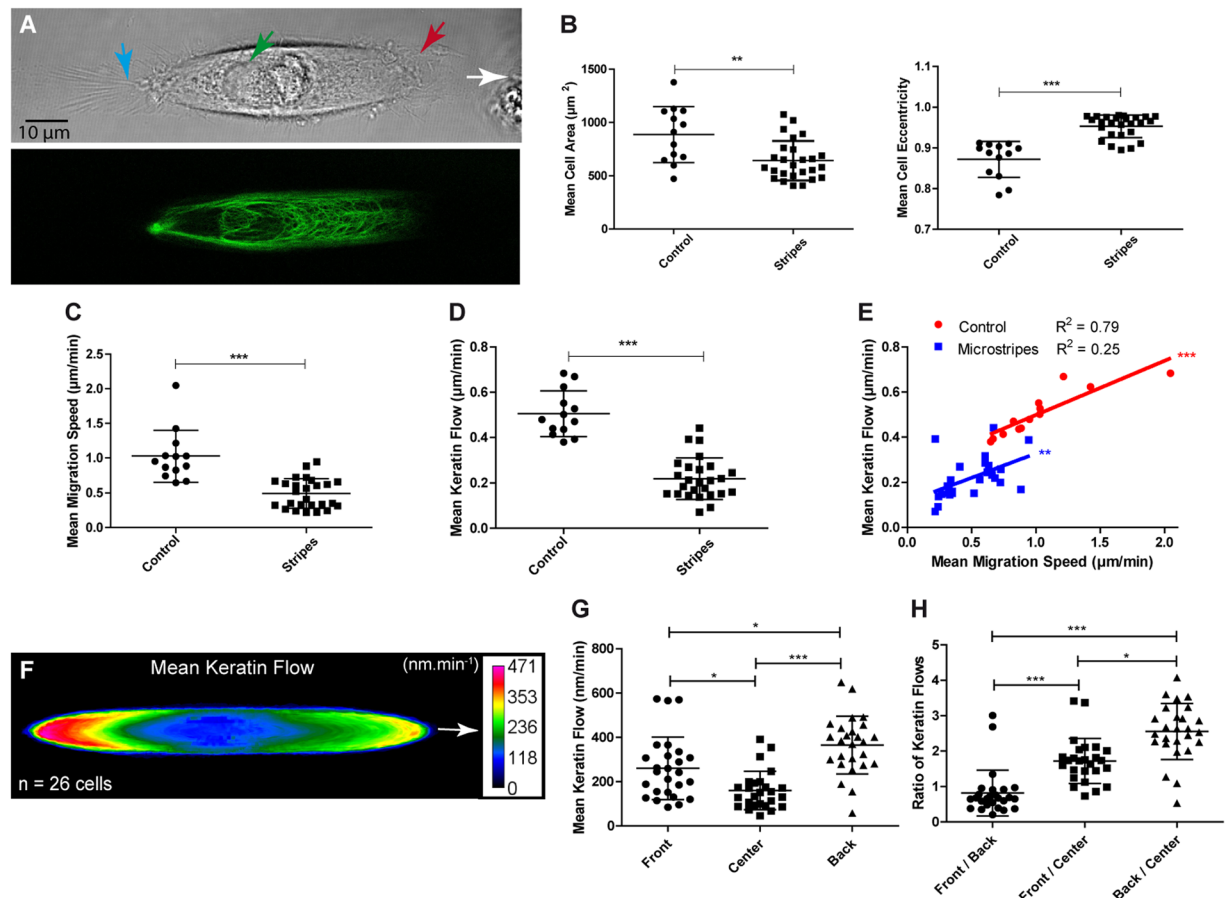 A
10 µm
B
Mean Cell Area (µm ²)
1500
1000
500
0
**
Control
Stripes
Mean Cell Eccentricity
1.1
1.0
0.9
0.8
0.7
***
Control
Stripes
C
Mean Migration Speed (µm/min)
2.5
2.0
1.5
1.0
0.5
0.0
***
Control
Stripes
D
Mean Keratin Flow (µm/min)
0.8
0.6
0.4
0.2
0.0
***
Control
Stripes
E
Control R² = 0.79
Microstripes R² = 0.25
Mean Keratin Flow (µm/min)
0.8
0.6
0.4
0.2
0.0
***
**
0.0 0.5 1.0 1.5 2.0
Mean Migration Speed (µm/min)
F
Mean Keratin Flow
(nm.min⁻¹)
471
353
236
118
0
n = 26 cells
G
Mean Keratin Flow (nm/min)
800
600
400
200
0
*
*
***
Front
Center
Back
H
Ratio of Keratin Flows
5
4
3
2
1
0
***
*
***
Front / Back
Front / Center
Back / Center